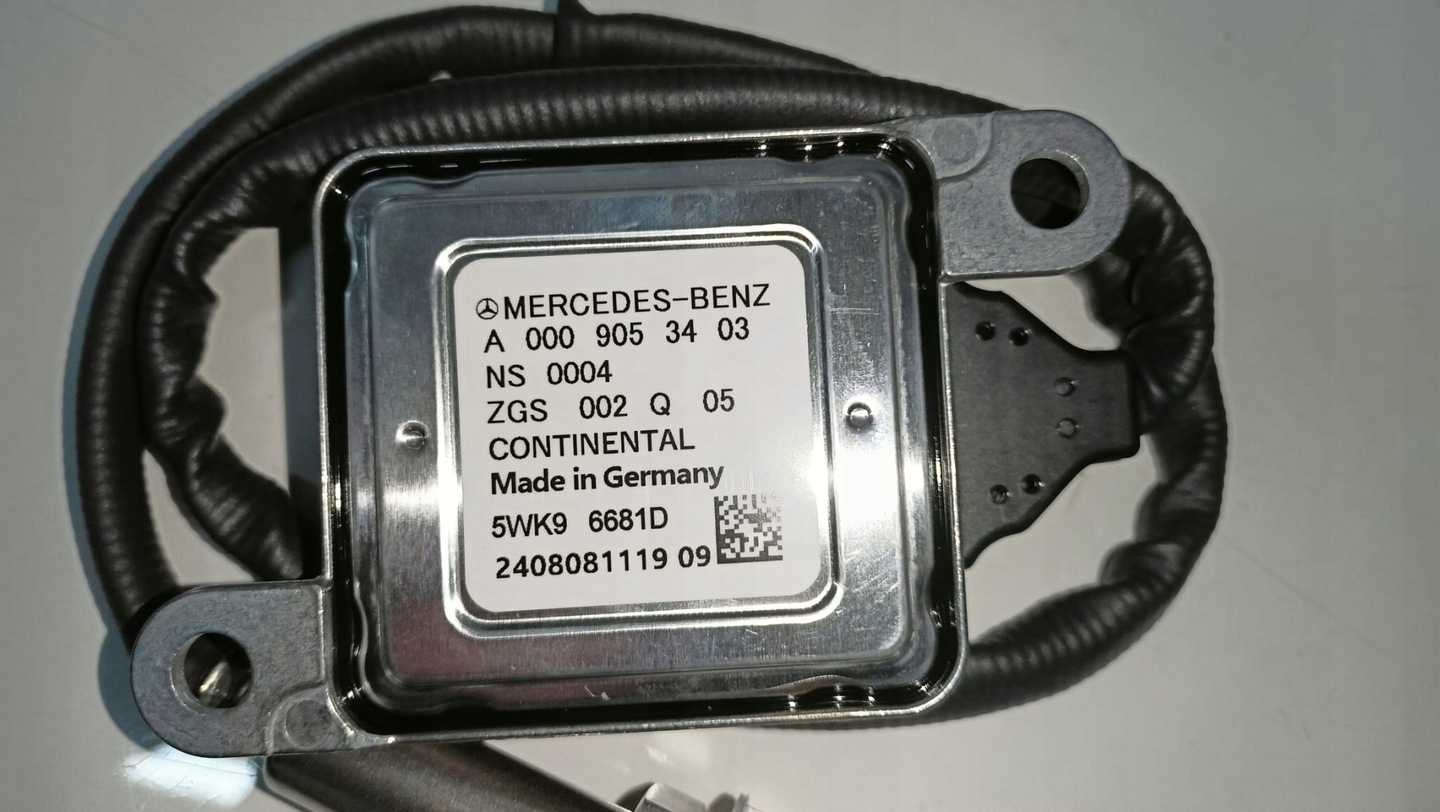 MERCEDES-BENZ
A 000 905 34 03
NS 0004
ZGS 002 Q 05
CONTINENTAL
Made in Germany
5WK9 6681D
2408081119 09